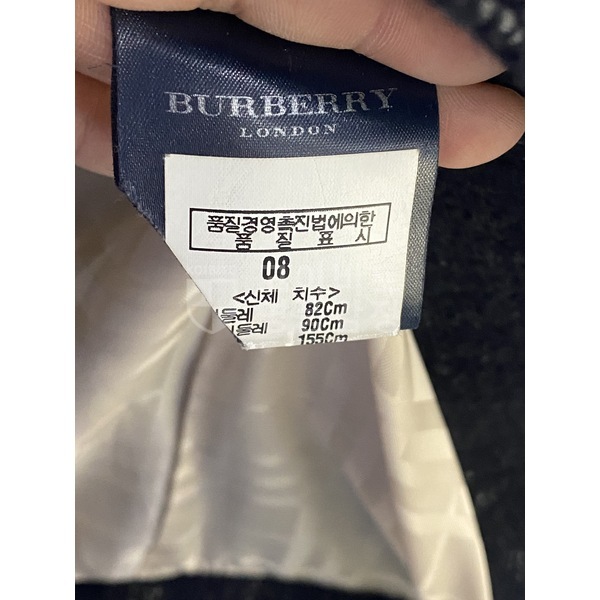 BURBERRY
LONDON
품질경영촉진법에의한
품 질 표 시
08
<신체 치수>
둘레 82Cm
둘레 90Cm
155Cm